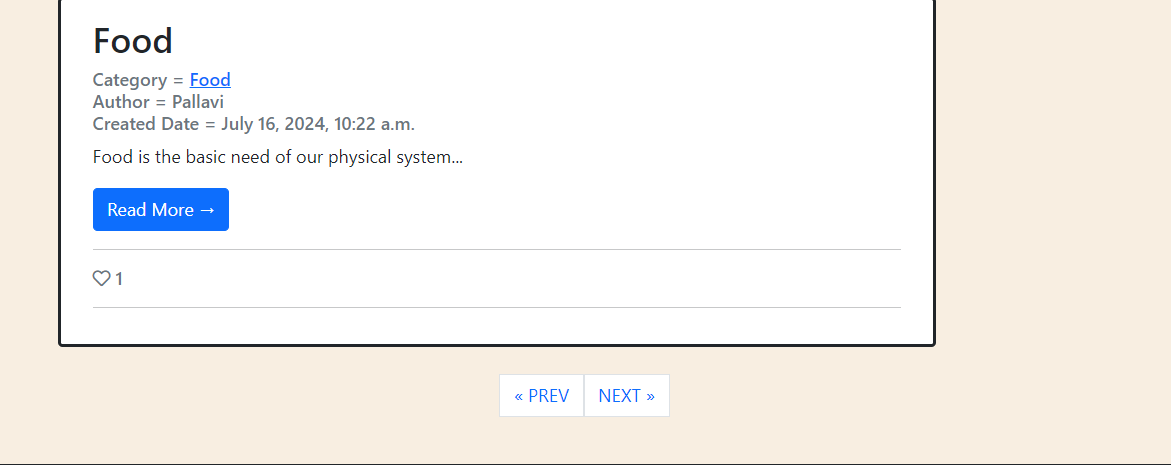 Food
Category = Food
Author = Pallavi
Created Date = July 16, 2024, 10:22 a.m.
Food is the basic need of our physical system...
Read More →
1
« PREV NEXT »